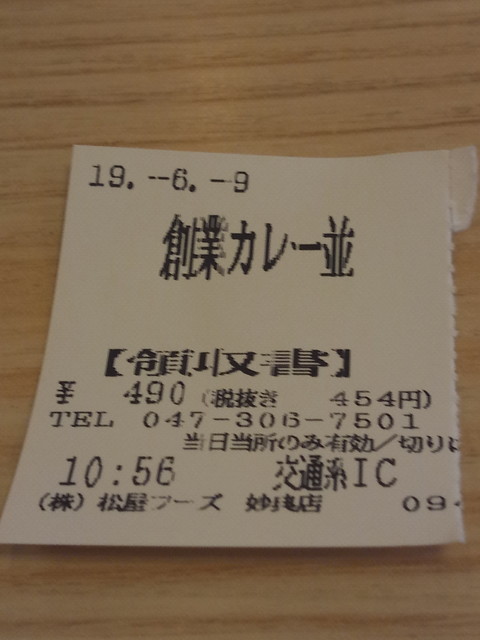 19.--6.-9
創業カレー並
【領収書】
¥ 490 (税抜き 454円)
TEL 047-306-7501
当日当所のみ有効/切り
10:56 交通系IC
(株)松屋フーズ 妙典店 09